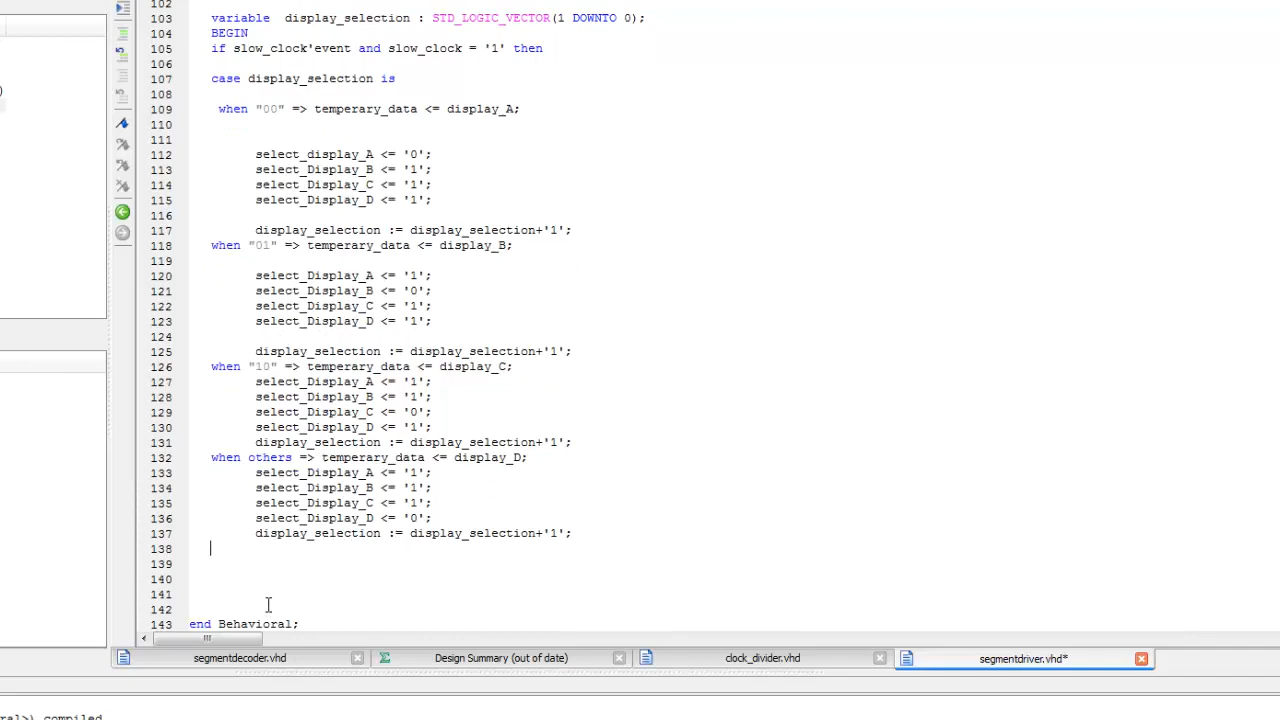 102
103 variable display_selection : STD_LOGIC_VECTOR(1 DOWNTO 0);
104 BEGIN
105 if slow_clock'event and slow_clock = '1' then
106
107 case display_selection is
108
109 when "00" => temperary_data <= display_A;
110
111
112 select_display_A <= '0';
113 select_Display_B <= '1';
114 select_Display_C <= '1';
115 select_Display_D <= '1';
116
117 display_selection := display_selection+'1';
118 when "01" => temperary_data <= display_B;
119
120 select_Display_A <= '1';
121 select_Display_B <= '0';
122 select_Display_C <= '1';
123 select_Display_D <= '1';
124
125 display_selection := display_selection+'1';
126 when "10" => temperary_data <= display_C;
127 select_Display_A <= '1';
128 select_Display_B <= '1';
129 select_Display_C <= '0';
130 select_Display_D <= '1';
131 display_selection := display_selection+'1';
132 when others => temperary_data <= display_D;
133 select_Display_A <= '1';
134 select_Display_B <= '1';
135 select_Display_C <= '1';
136 select_Display_D <= '0';
137 display_selection := display_selection+'1';
138
139
140
141
142
143 end Behavioral;
)
segmentdecoder.vhd Design Summary (out of date) clock_divider.vhd segmentdriver.vhd*
ral>) compiled